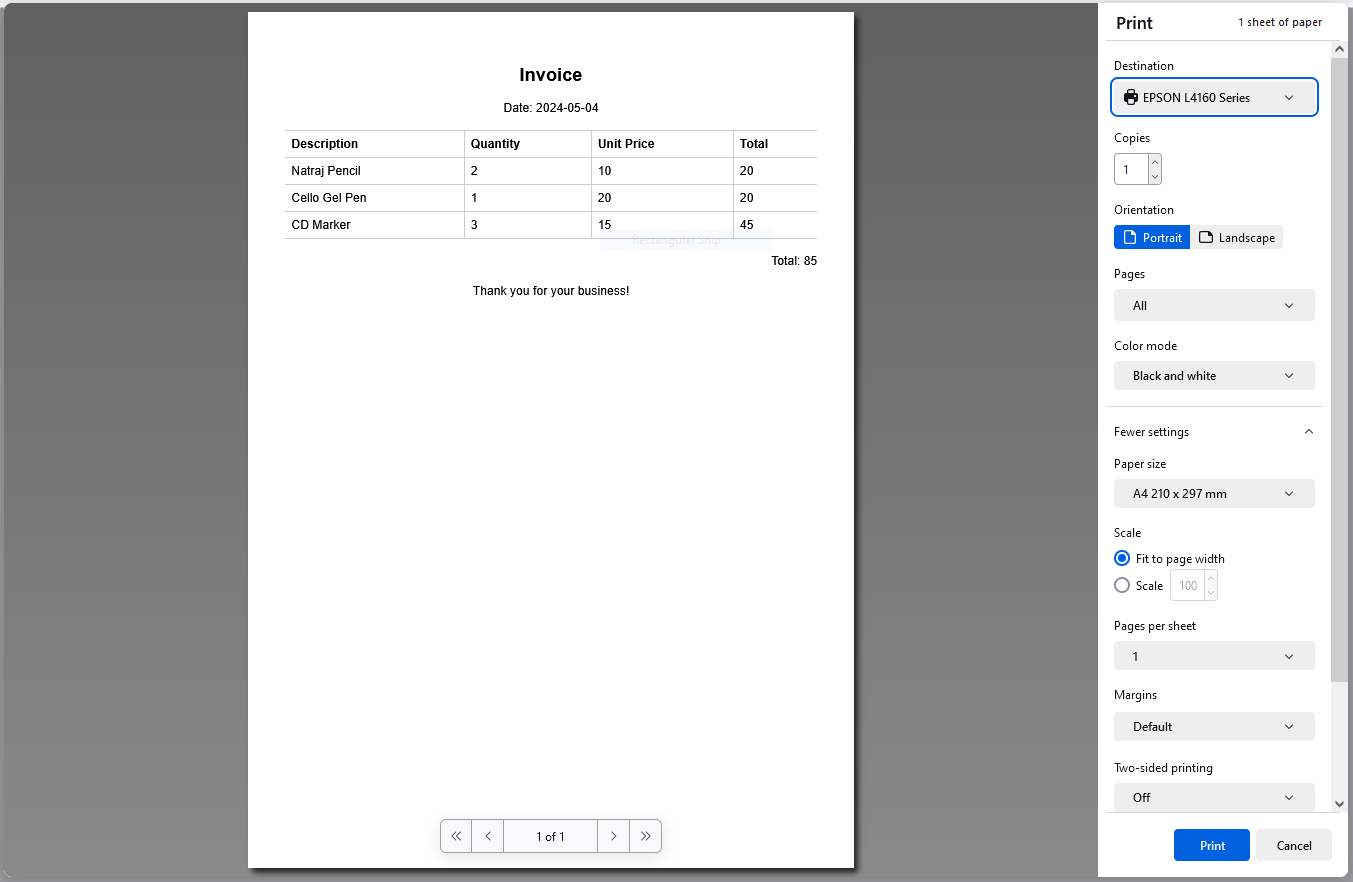 Invoice
Date: 2024-05-04
Description Quantity Unit Price Total
Natraj Pencil 2 10 20
Cello Gel Pen 1 20 20
CD Marker 3 15 45
Rectangular Snip
Total: 85
Thank you for your business!
1 of 1
Print 1 sheet of paper
Destination
EPSON L4160 Series
Copies
1
Orientation
Portrait Landscape
Pages
All
Color mode
Black and white
Fewer settings
Paper size
A4 210 x 297 mm
Scale
Fit to page width
Scale 100
Pages per sheet
1
Margins
Default
Two-sided printing
Off
Print Cancel